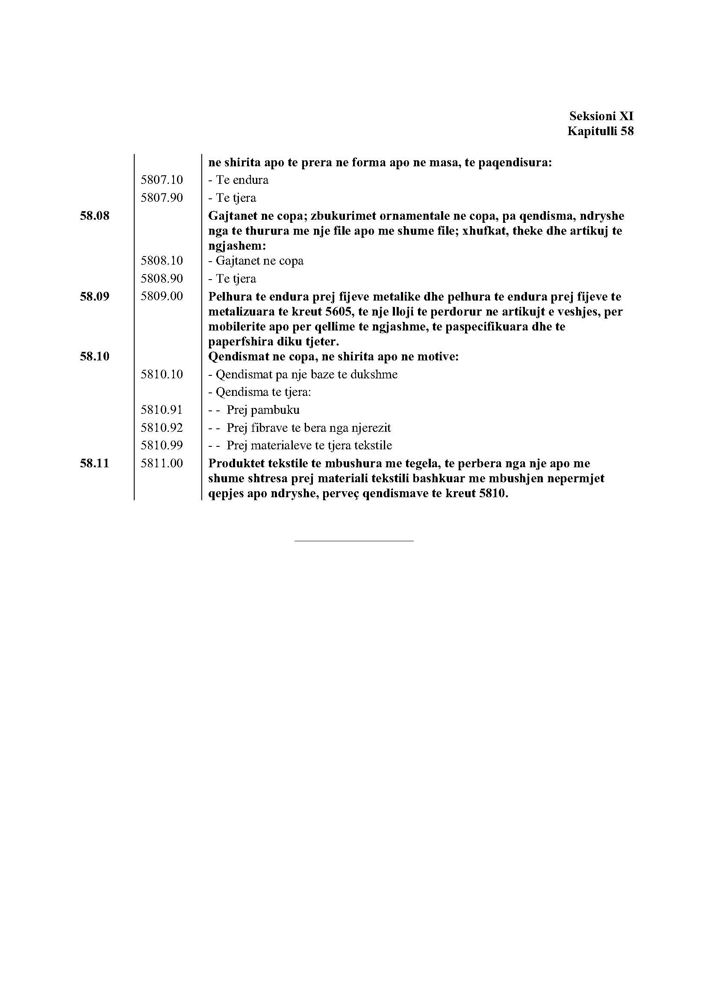 Seksioni XI
Kapitulli 58
ne shirita apo te prera ne forma apo ne masa, te paqendisura:
5807.10 - Te endura
5807.90 - Te tjera
58.08 Gajtanet ne copa; zbukurimet ornamentale ne copa, pa qendisma, ndryshe
nga te thurura me nje file apo me shume file; xhufkat, theke dhe artikuj te
ngjashem:
5808.10 - Gajtanet ne copa
5808.90 - Te tjera
58.09 5809.00 Pelhura te endura prej fijeve metalike dhe pelhura te endura prej fijeve te
metalizuara te kreut 5605, te nje lloji te perdorur ne artikujt e veshjes, per
mobilerite apo per qellime te ngjashme, te paspecifikuara dhe te
paperfshira diku tjeter.
58.10 Qendismat ne copa, ne shirita apo ne motive:
5810.10 - Qendismat pa nje baze te dukshme
- Qendisma te tjera:
5810.91 - - Prej pambuku
5810.92 - - Prej fibrave te bera nga njerezit
5810.99 - - Prej materialeve te tjera tekstile
58.11 5811.00 Produktet tekstile te mbushura me tegela, te perbera nga nje apo me
shume shtresa prej materiali tekstili bashkuar me mbushjen nepermjet
qepjes apo ndryshe, perveç qendismave te kreut 5810.